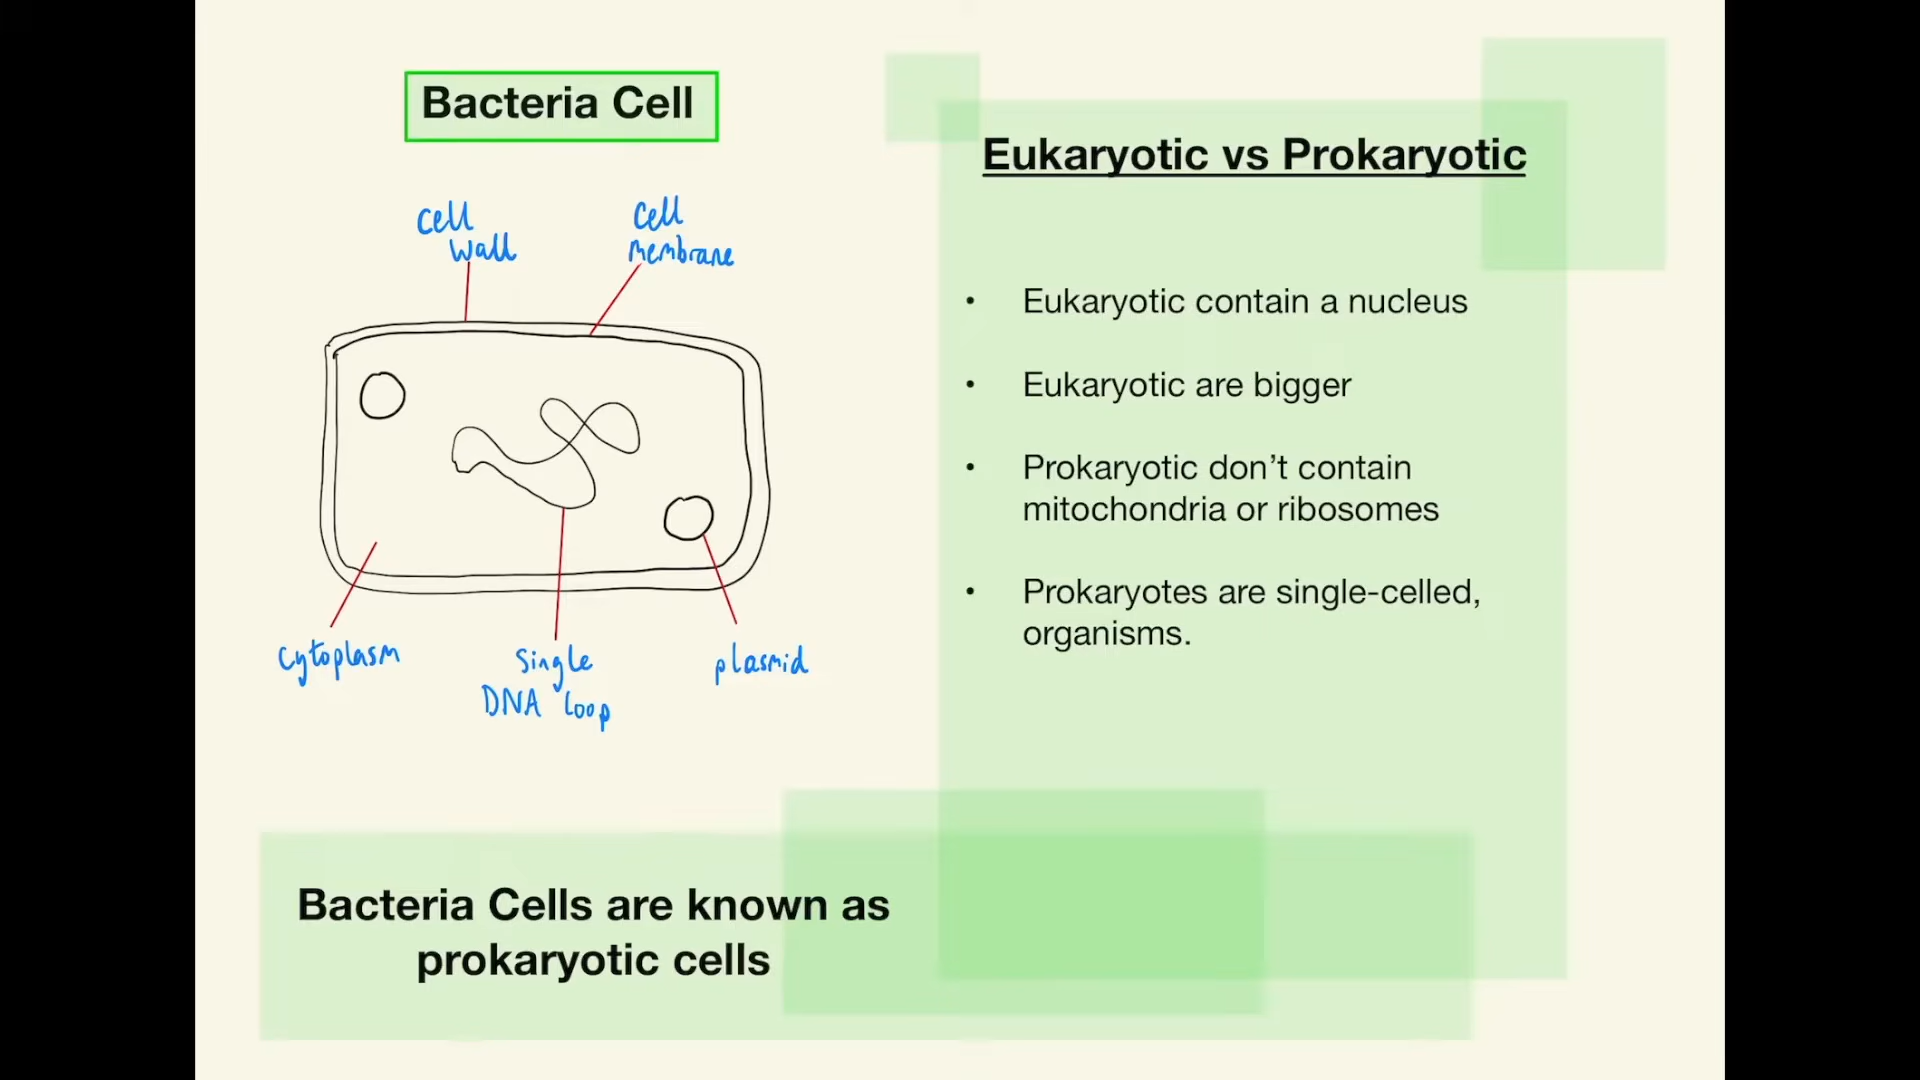 Bacteria Cell
Cell
Wall
Cell
Membrane
Cytoplasm
Single
DNA Loop
plasmid
Eukaryotic vs Prokaryotic
• Eukaryotic contain a nucleus
• Eukaryotic are bigger
• Prokaryotic don’t contain
mitochondria or ribosomes
• Prokaryotes are single-celled,
organisms.
Bacteria Cells are known as
prokaryotic cells